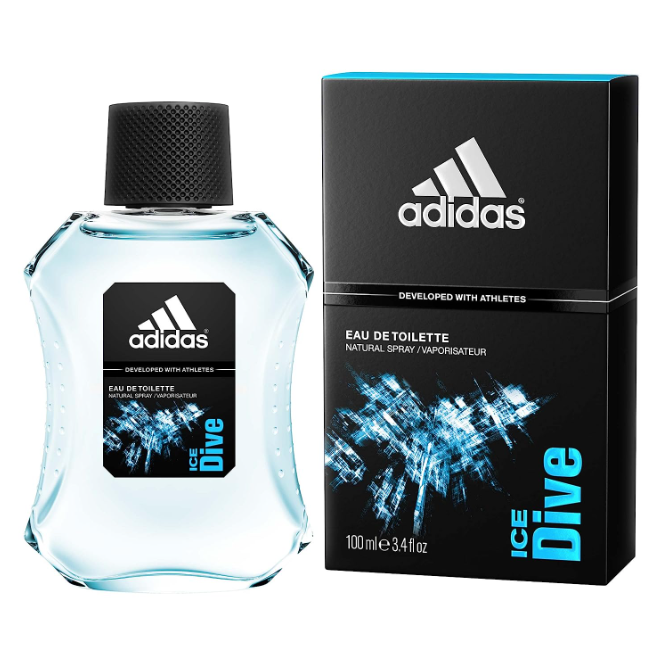 adidas®
DEVELOPED WITH ATHLETES
EAU DE TOILETTE
NATURAL SPRAY / VAPORISATEUR
ICE
Dive
adidas®
DEVELOPED WITH ATHLETES
EAU DE TOILETTE
NATURAL SPRAY / VAPORISATEUR
100 ml e 3.4 fl oz
ICE
Dive